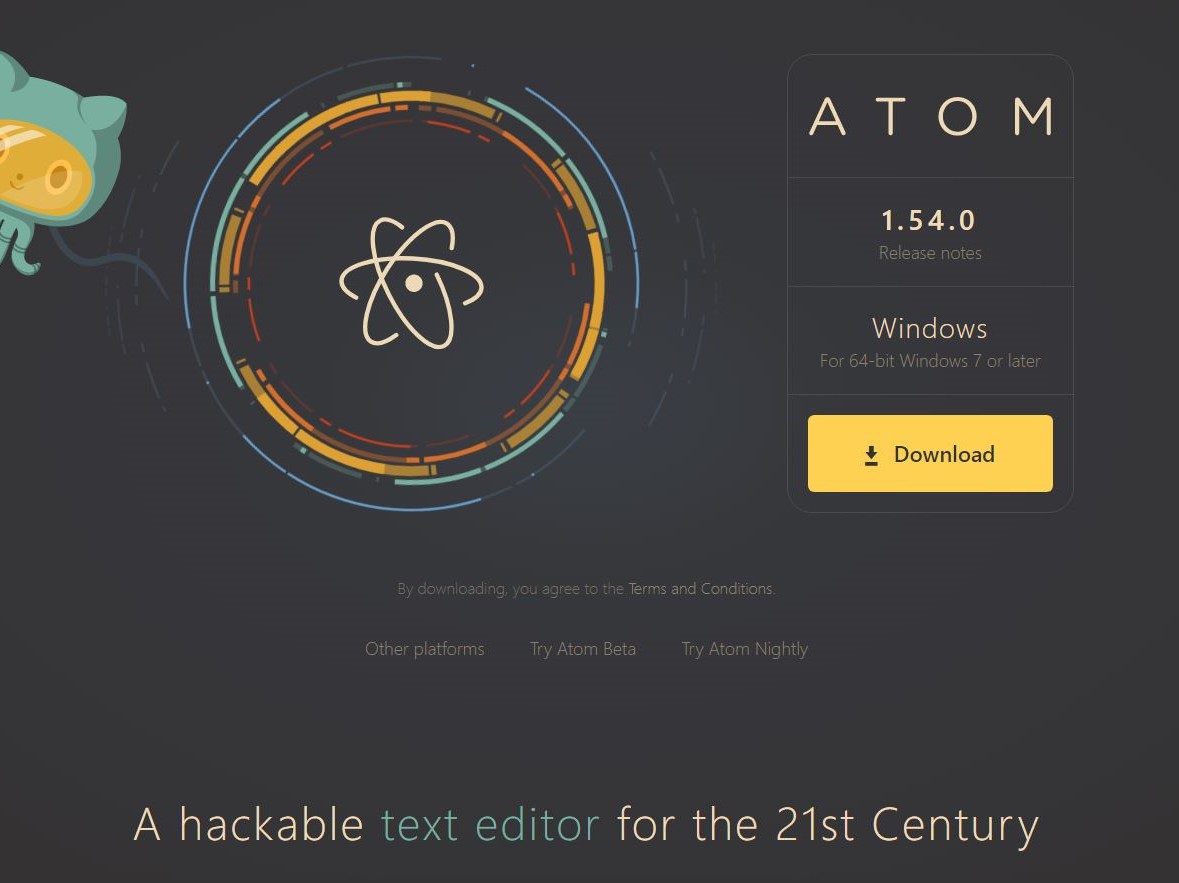 ATOM
1.54.0
Release notes
Windows
For 64-bit Windows 7 or later
Download
By downloading, you agree to the Terms and Conditions.
Other platforms Try Atom Beta Try Atom Nightly
A hackable text editor for the 21st Century